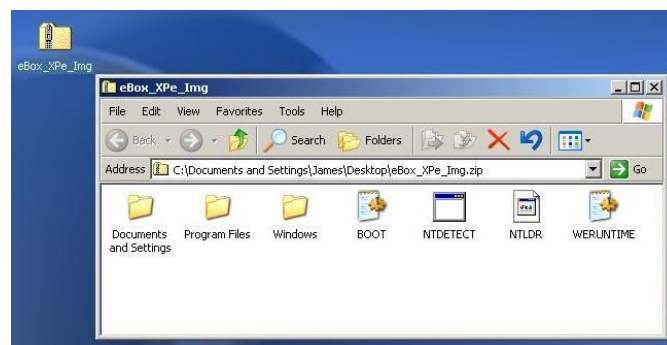 eBox_XPe_Img
eBox_XPe_Img
File Edit View Favorites Tools Help
Back Search Folders
Address C:\Documents and Settings\James\Desktop\eBox_XPe_Img.zip Go
Documents and Settings Program Files Windows BOOT NTDETECT NTLDR WERUNTIME